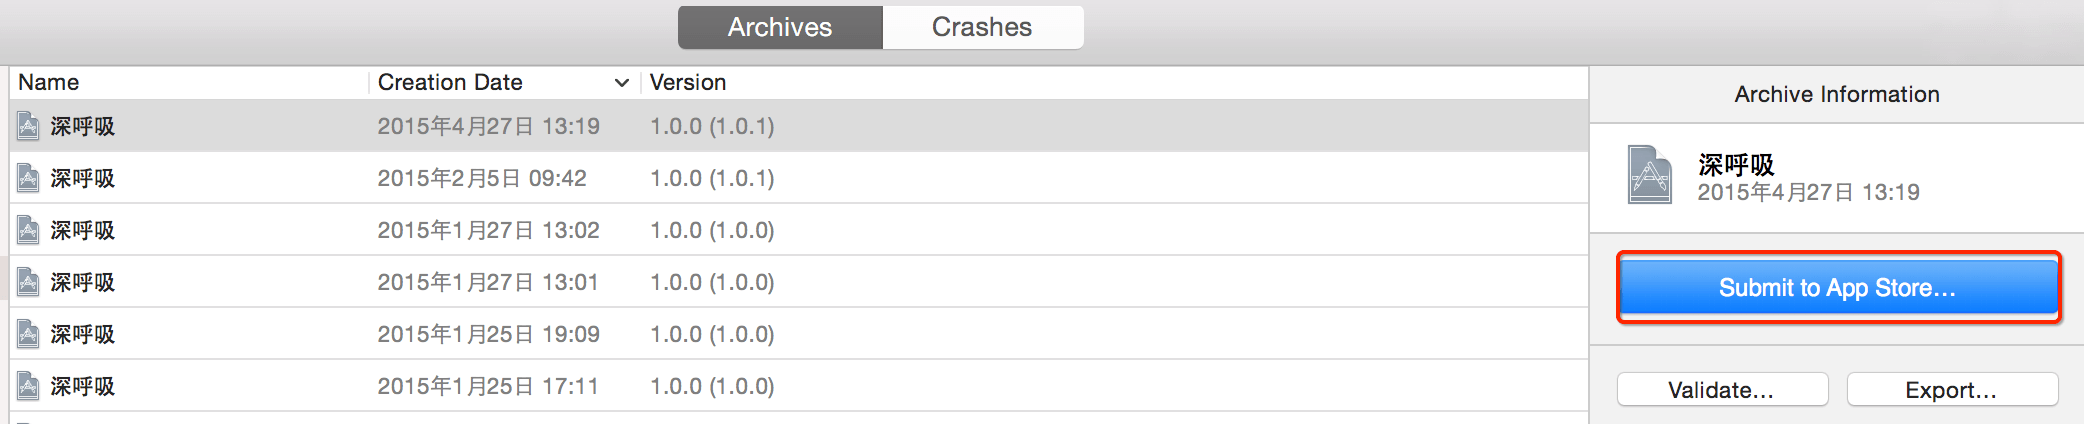 Archives Crashes
Name Creation Date Version
深呼吸 2015年4月27日 13:19 1.0.0 (1.0.1)
深呼吸 2015年2月5日 09:42 1.0.0 (1.0.1)
深呼吸 2015年1月27日 13:02 1.0.0 (1.0.0)
深呼吸 2015年1月27日 13:01 1.0.0 (1.0.0)
深呼吸 2015年1月25日 19:09 1.0.0 (1.0.0)
深呼吸 2015年1月25日 17:11 1.0.0 (1.0.0)
Archive Information
深呼吸
2015年4月27日 13:19
Submit to App Store...
Validate... Export...